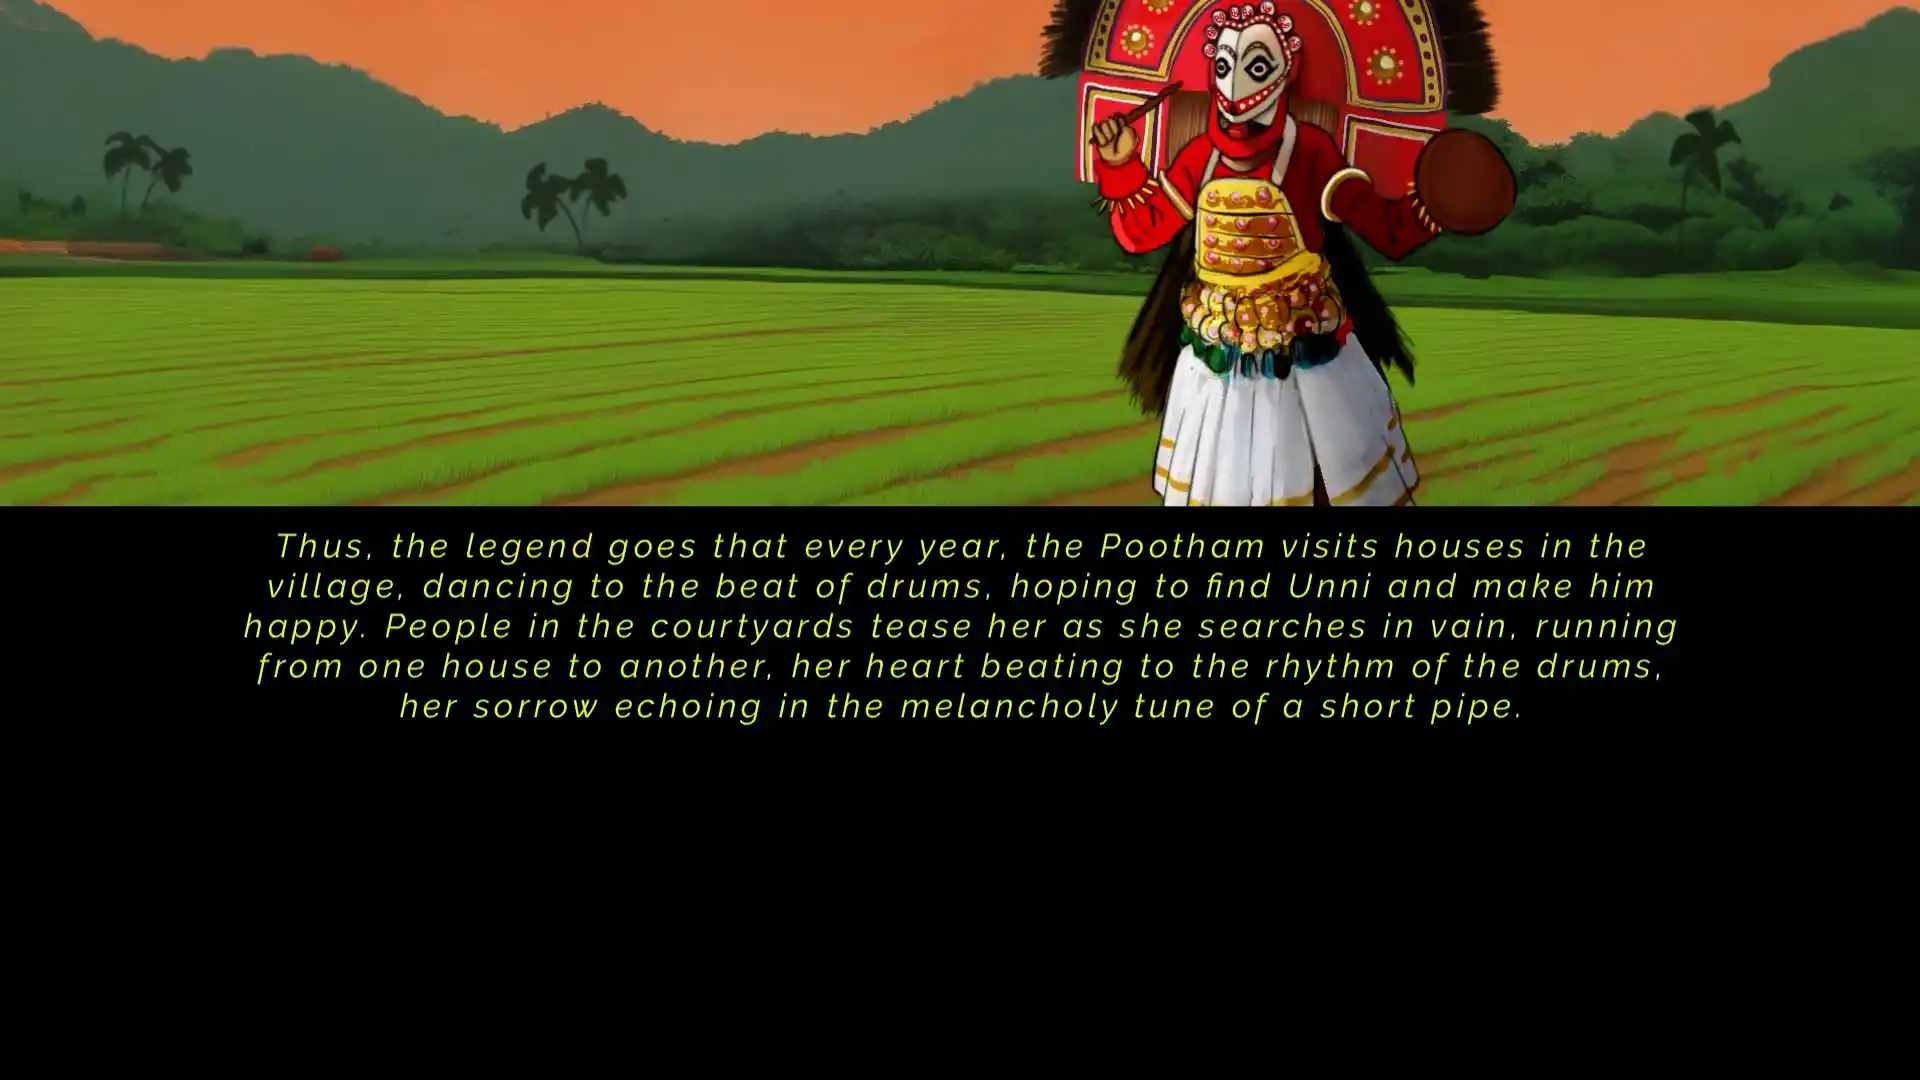 Thus, the legend goes that every year, the Pootham visits houses in the
village, dancing to the beat of drums, hoping to find Unni and make him
happy. People in the courtyards tease her as she searches in vain, running
from one house to another, her heart beating to the rhythm of the drums,
her sorrow echoing in the melancholy tune of a short pipe.